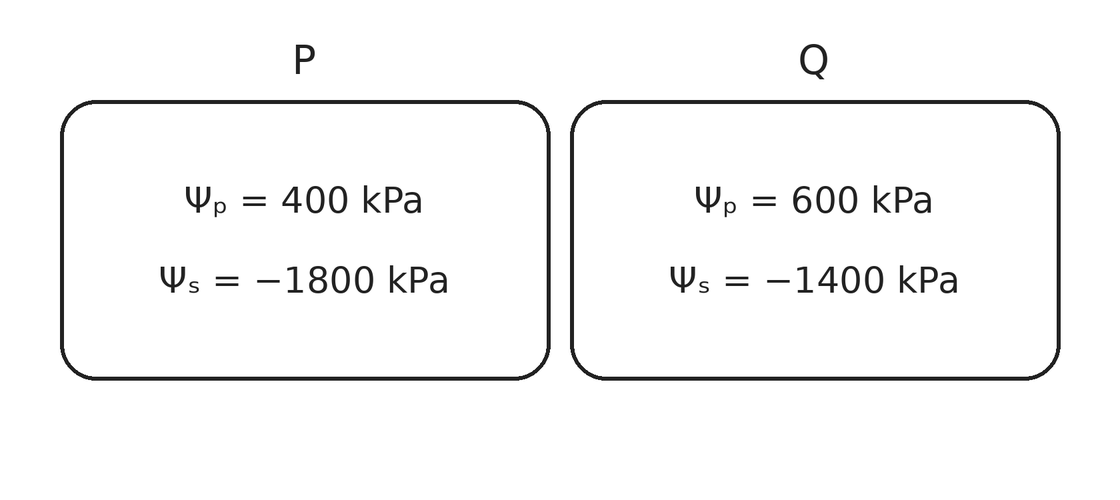 P
Q
Ψₚ = 400 kPa
Ψₛ = −1800 kPa
Ψₚ = 600 kPa
Ψₛ = −1400 kPa